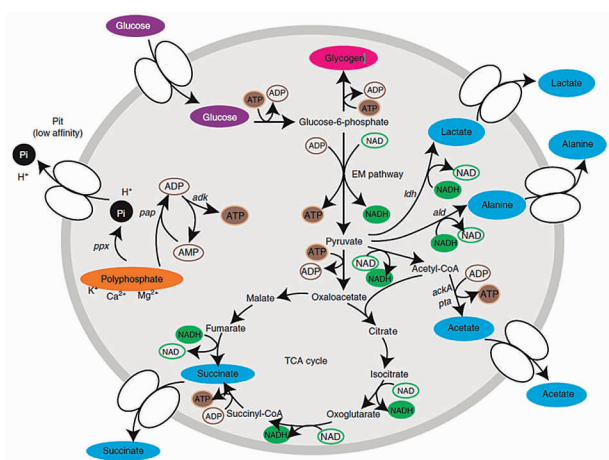 Glucose
Glycogen
ATP
ADP
Glucose
ADP
ATP
Glucose-6-phosphate
Lactate
Lactate
Alanine
Pit
(low affinity)
Pi
H+
H+
Pi
ADP
pap
adk
ATP
AMP
ppx
Polyphosphate
K+
Ca2+
Mg2+
ADP
NAD
EM pathway
ATP
NADH
ldh
NAD
NADH
Alanine
ald
NAD
NADH
Pyruvate
ATP
ADP
NAD
NADH
Acetyl-CoA
ADP
ackA
ATP
pta
Acetate
Acetate
Malate
Oxaloacetate
Fumarate
NADH
NAD
Citrate
TCA cycle
Succinate
Isocitrate
NAD
NADH
ATP
ADP
Succinyl-CoA
Oxoglutarate
NADH
NAD
Succinate